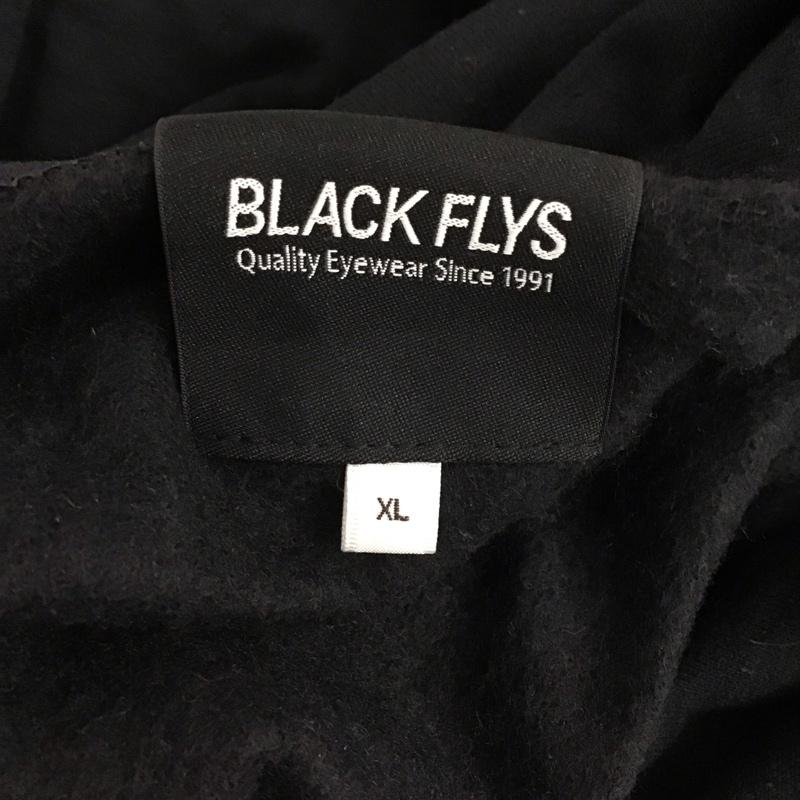 BLACK FLYS
Quality Eyewear Since 1991
XL